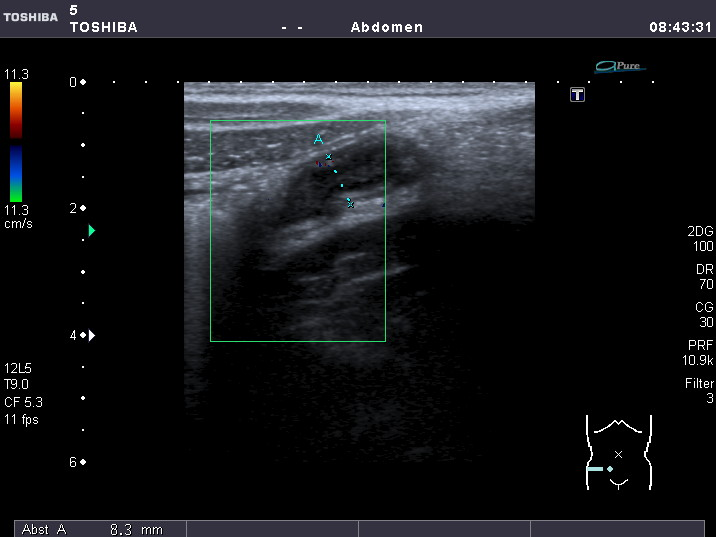 TOSHIBA
5
TOSHIBA - - Abdomen 08:43:31
aPure
T
11.3
11.3
cm/s
0
2
4
6
A
2DG
100
DR
70
CG
30
PRF
10.9k
Filter
3
12L5
T9.0
CF 5.3
11 fps
Abst A 8.3 mm